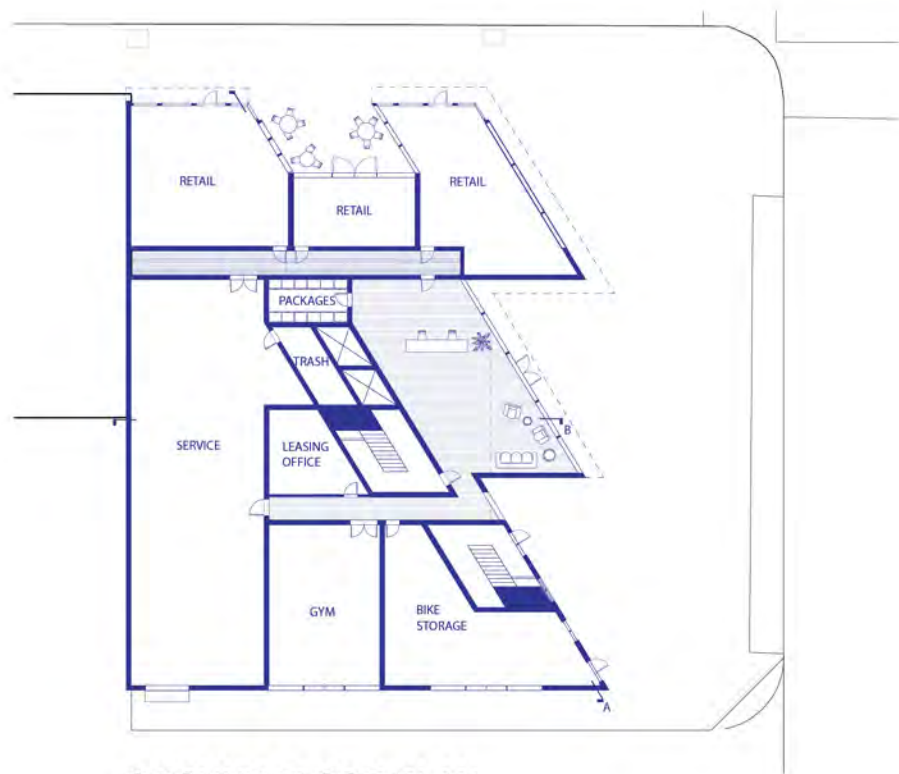 RETAIL
RETAIL
RETAIL
PACKAGES
TRASH
B
SERVICE
LEASING
OFFICE
GYM
BIKE
STORAGE
A